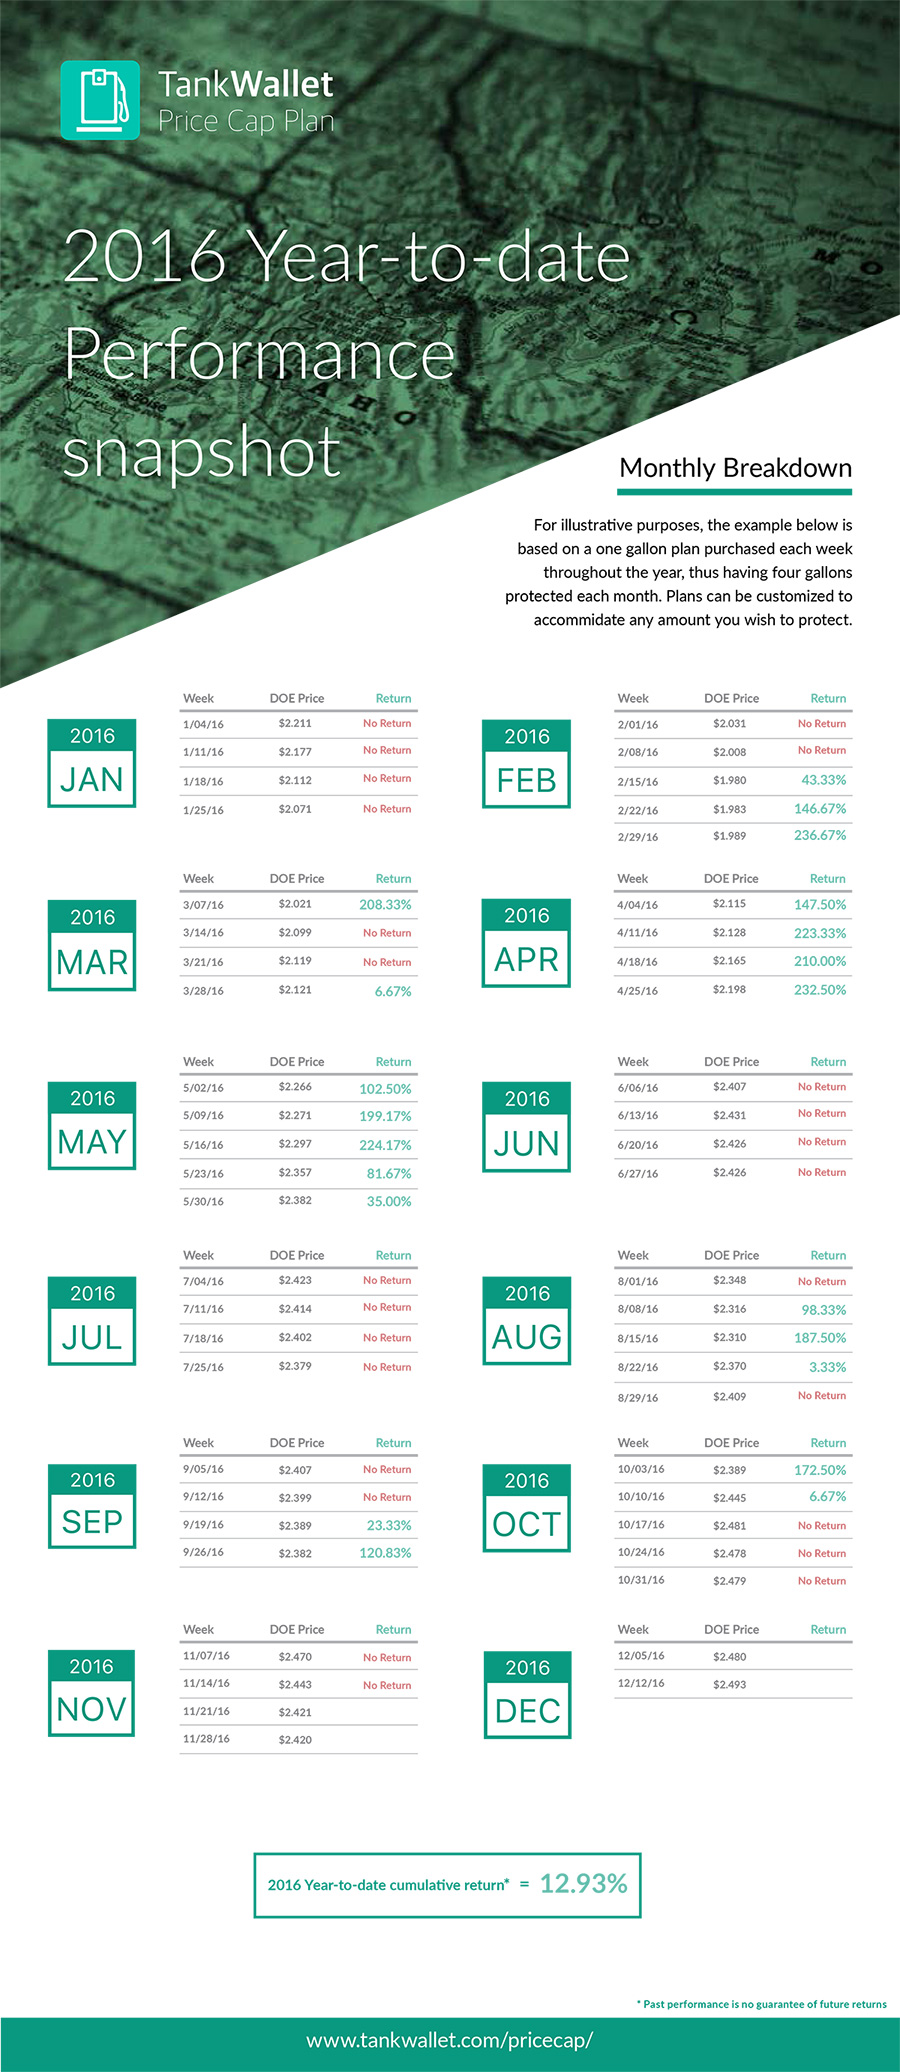 TankWallet
Price Cap Plan
2016 Year-to-date
Performance
snapshot
Monthly Breakdown
For illustrative purposes, the example below is
based on a one gallon plan purchased each week
throughout the year, thus having four gallons
protected each month. Plans can be customized to
accommidate any amount you wish to protect.
2016
JAN
Week DOE Price Return
1/04/16 $2.211 No Return
1/11/16 $2.177 No Return
1/18/16 $2.112 No Return
1/25/16 $2.071 No Return
2016
FEB
Week DOE Price Return
2/01/16 $2.031 No Return
2/08/16 $2.008 No Return
2/15/16 $1.980 43.33%
2/22/16 $1.983 146.67%
2/29/16 $1.989 236.67%
2016
MAR
Week DOE Price Return
3/07/16 $2.021 208.33%
3/14/16 $2.099 No Return
3/21/16 $2.119 No Return
3/28/16 $2.121 6.67%
2016
APR
Week DOE Price Return
4/04/16 $2.115 147.50%
4/11/16 $2.128 223.33%
4/18/16 $2.165 210.00%
4/25/16 $2.198 232.50%
2016
MAY
Week DOE Price Return
5/02/16 $2.266 102.50%
5/09/16 $2.271 199.17%
5/16/16 $2.297 224.17%
5/23/16 $2.357 81.67%
5/30/16 $2.382 35.00%
2016
JUN
Week DOE Price Return
6/06/16 $2.407 No Return
6/13/16 $2.431 No Return
6/20/16 $2.426 No Return
6/27/16 $2.426 No Return
2016
JUL
Week DOE Price Return
7/04/16 $2.423 No Return
7/11/16 $2.414 No Return
7/18/16 $2.402 No Return
7/25/16 $2.379 No Return
2016
AUG
Week DOE Price Return
8/01/16 $2.348 No Return
8/08/16 $2.316 98.33%
8/15/16 $2.310 187.50%
8/22/16 $2.370 3.33%
8/29/16 $2.409 No Return
2016
SEP
Week DOE Price Return
9/05/16 $2.407 No Return
9/12/16 $2.399 No Return
9/19/16 $2.389 23.33%
9/26/16 $2.382 120.83%
2016
OCT
Week DOE Price Return
10/03/16 $2.389 172.50%
10/10/16 $2.445 6.67%
10/17/16 $2.481 No Return
10/24/16 $2.478 No Return
10/31/16 $2.479 No Return
2016
NOV
Week DOE Price Return
11/07/16 $2.470 No Return
11/14/16 $2.443 No Return
11/21/16 $2.421
11/28/16 $2.420
2016
DEC
Week DOE Price Return
12/05/16 $2.480
12/12/16 $2.493
2016 Year-to-date cumulative return* = 12.93%
* Past performance is no guarantee of future returns
www.tankwallet.com/pricecap/